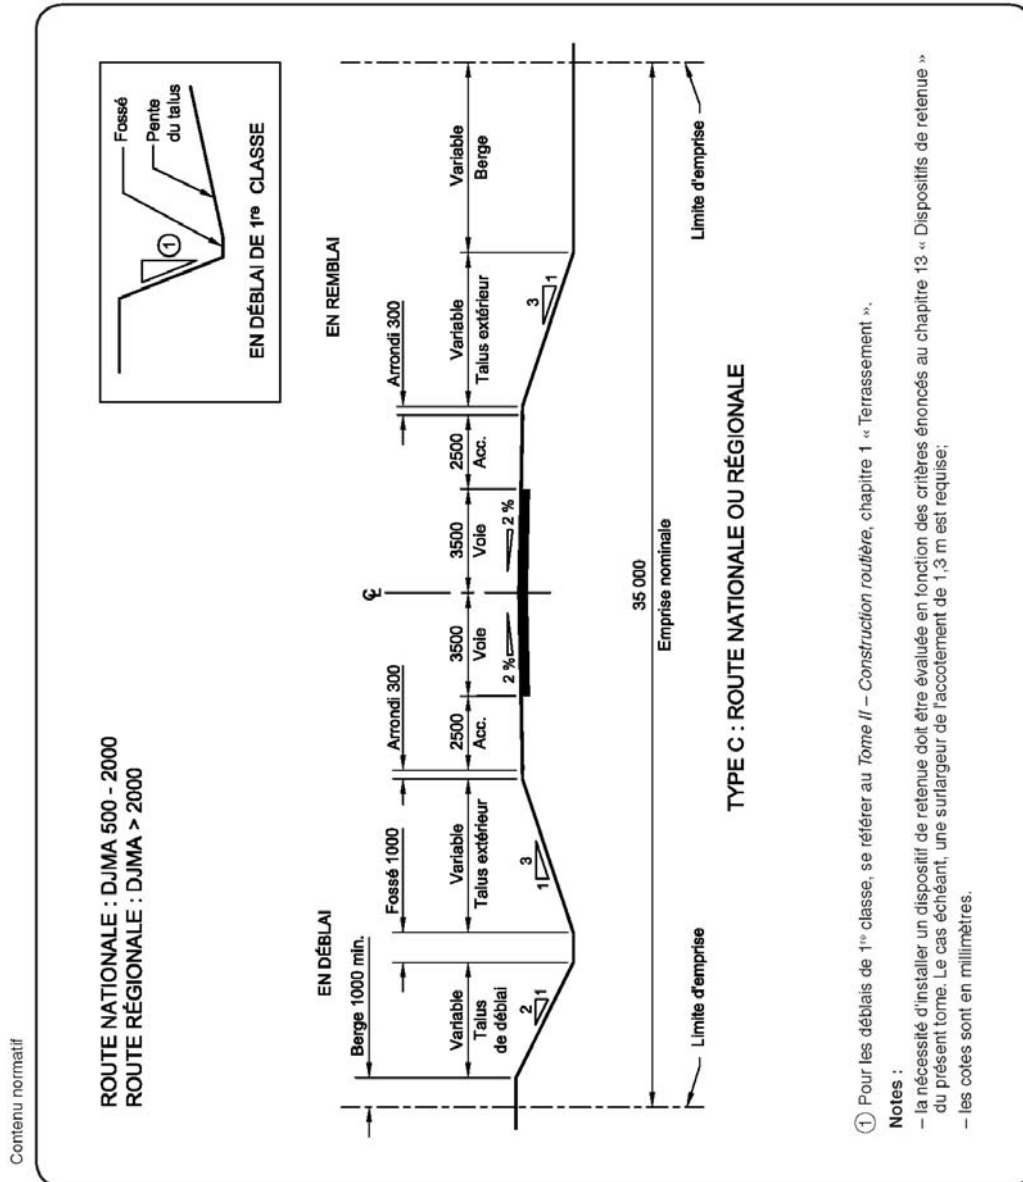 Contenu normatif
ROUTE NATIONALE : DJMA 500 - 2000
ROUTE RÉGIONALE : DJMA > 2000
Fossé
Pente
du talus
1
EN DÉBLAI DE 1re CLASSE
EN DÉBLAI
EN REMBLAI
Berge 1000 min.
Fossé 1000
Arrondi 300
Arrondi 300
Variable
Talus
de déblai
Variable
Talus extérieur
2500
Acc.
3500
Voie
℄
3500
Voie
2500
Acc.
Variable
Talus extérieur
Variable
Berge
2
1
1
3
2 %
2 %
3
1
Limite d'emprise
35 000
Emprise nominale
Limite d'emprise
TYPE C : ROUTE NATIONALE OU RÉGIONALE
① Pour les déblais de 1re classe, se référer au Tome II – Construction routière, chapitre 1 « Terrassement ».
Notes :
– la nécessité d'installer un dispositif de retenue doit être évaluée en fonction des critères énoncés au chapitre 13 « Dispositifs de retenue »
du présent tome. Le cas échéant, une surlargeur de l'accotement de 1,3 m est requise;
– les cotes sont en millimètres.